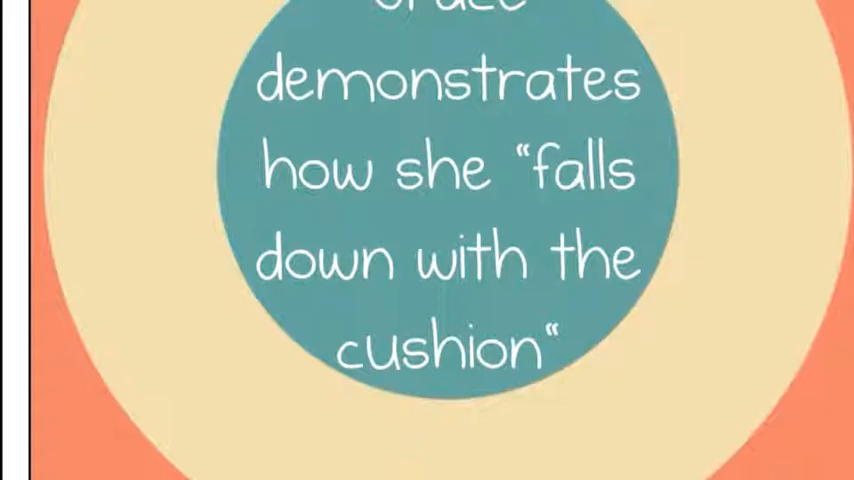 demonstrates
how she “falls
down with the
cushion“